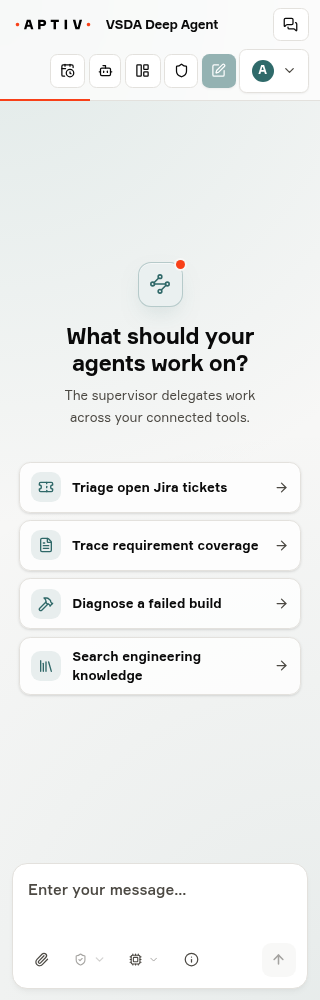 APTIV
VSDA Deep Agent
A
What should your
agents work on?
The supervisor delegates work
across your connected tools.
Triage open Jira tickets
Trace requirement coverage
Diagnose a failed build
Search engineering
knowledge
Enter your message...